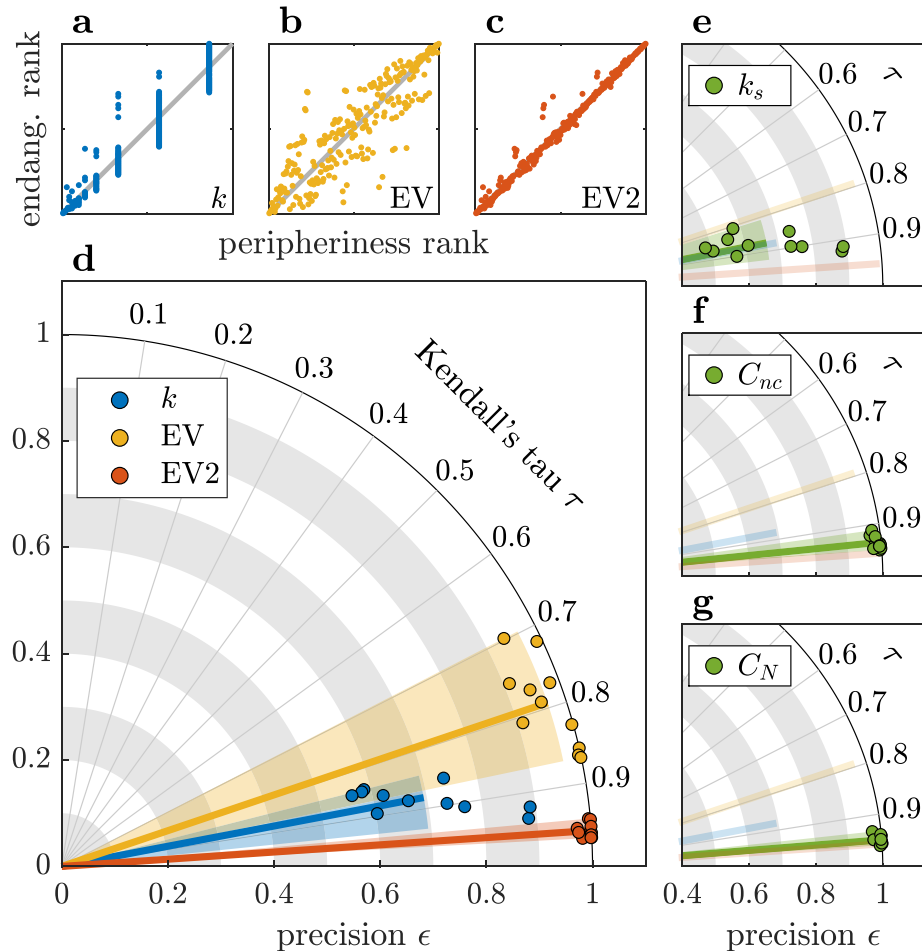 a
b
c
e
endang. rank
k
EV
EV2
peripheriness rank
k_s
0.6
τ
0.7
0.8
0.9
d
Kendall's tau τ
0.1
0.2
0.3
0.4
0.5
0.6
0.7
0.8
0.9
k
EV
EV2
1
0.8
0.6
0.4
0.2
0
0 0.2 0.4 0.6 0.8 1
precision ϵ
f
C_nc
0.6
τ
0.7
0.8
0.9
g
C_N
0.6
τ
0.7
0.8
0.9
0.4 0.6 0.8 1
precision ϵ